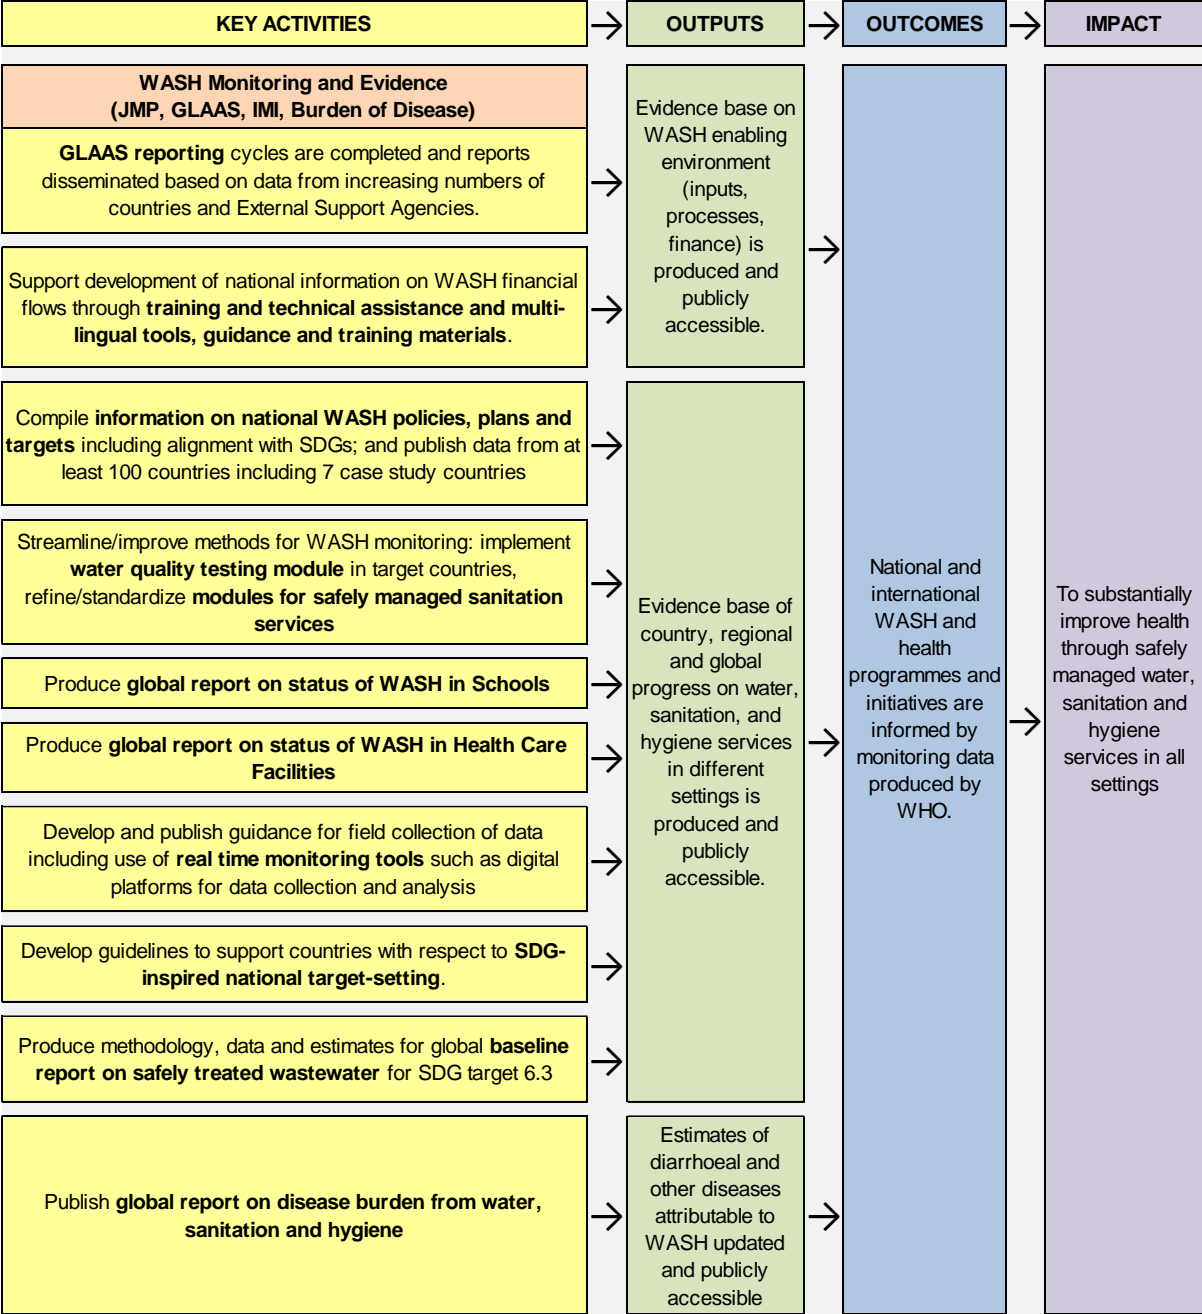 KEY ACTIVITIES
OUTPUTS
OUTCOMES
IMPACT
WASH Monitoring and Evidence
(JMP, GLAAS, IMI, Burden of Disease)
GLAAS reporting cycles are completed and reports
disseminated based on data from increasing numbers of
countries and External Support Agencies.
Support development of national information on WASH financial
flows through training and technical assistance and multi-
lingual tools, guidance and training materials.
Compile information on national WASH policies, plans and
targets including alignment with SDGs; and publish data from at
least 100 countries including 7 case study countries
Streamline/improve methods for WASH monitoring: implement
water quality testing module in target countries,
refine/standardize modules for safely managed sanitation
services
Produce global report on status of WASH in Schools
Produce global report on status of WASH in Health Care
Facilities
Develop and publish guidance for field collection of data
including use of real time monitoring tools such as digital
platforms for data collection and analysis
Develop guidelines to support countries with respect to SDG-
inspired national target-setting.
Produce methodology, data and estimates for global baseline
report on safely treated wastewater for SDG target 6.3
Publish global report on disease burden from water,
sanitation and hygiene
Evidence base on
WASH enabling
environment
(inputs,
processes,
finance) is
produced and
publicly
accessible.
Evidence base of
country, regional
and global
progress on water,
sanitation, and
hygiene services
in different
settings is
produced and
publicly
accessible.
Estimates of
diarrhoeal and
other diseases
attributable to
WASH updated
and publicly
accessible
National and
international
WASH and
health
programmes and
initiatives are
informed by
monitoring data
produced by
WHO.
To substantially
improve health
through safely
managed water,
sanitation and
hygiene
services in all
settings